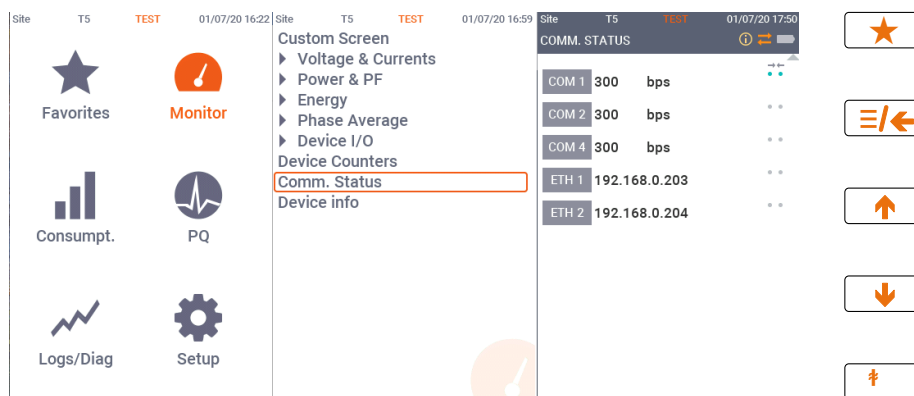 Site T5 TEST 01/07/20 16:22
Favorites
Monitor
Consumpt.
PQ
Logs/Diag
Setup
Site T5 TEST 01/07/20 16:59
Custom Screen
Voltage & Currents
Power & PF
Energy
Phase Average
Device I/O
Device Counters
Comm. Status
Device info
Site T5 TEST 01/07/20 17:50
COMM. STATUS
COM 1 300 bps
COM 2 300 bps
COM 4 300 bps
ETH 1 192.168.0.203
ETH 2 192.168.0.204